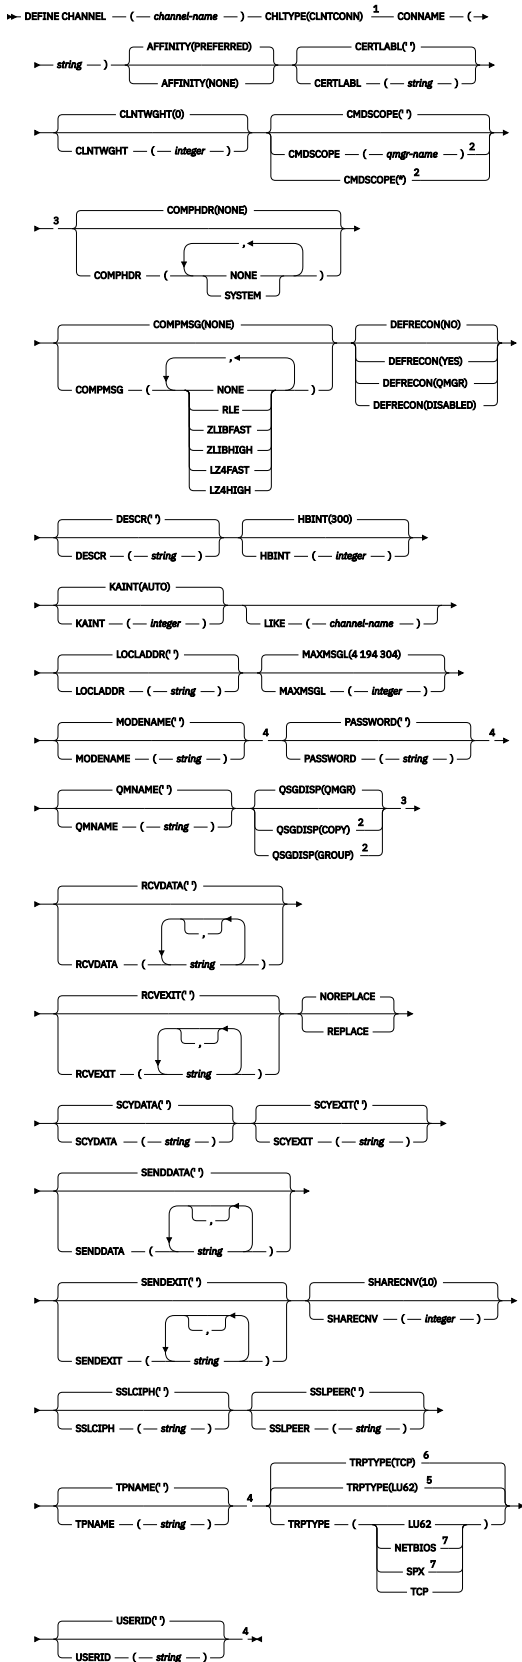 DEFINE CHANNEL ( channel-name ) CHLTYPE(CLNTCONN) 1 CONNAME (
string ) AFFINITY(PREFERRED) AFFINITY(NONE) CERTLABL(' ') CERTLABL ( string )
CLNTWGHT(0) CLNTWGHT ( integer ) CMDSCOPE(' ') CMDSCOPE ( qmgr-name ) 2 CMDSCOPE(*) 2
3 COMPHDR(NONE) COMPHDR ( , NONE SYSTEM )
COMPMSG(NONE) COMPMSG ( , NONE RLE ZLIBFAST ZLIBHIGH LZ4FAST LZ4HIGH ) DEFRECON(NO) DEFRECON(YES) DEFRECON(QMGR) DEFRECON(DISABLED)
DESCR(' ') DESCR ( string ) HBINT(300) HBINT ( integer )
KAINT(AUTO) KAINT ( integer ) LIKE ( channel-name )
LOCLADDR(' ') LOCLADDR ( string ) MAXMSGL(4 194 304) MAXMSGL ( integer )
MODENAME(' ') MODENAME ( string ) 4 PASSWORD(' ') PASSWORD ( string ) 4
QMNAME(' ') QMNAME ( string ) QSGDISP(QMGR) QSGDISP(COPY) 2 QSGDISP(GROUP) 2 3
RCVDATA(' ') RCVDATA ( , string )
RCVEXIT(' ') RCVEXIT ( , string ) NOREPLACE REPLACE
SCYDATA(' ') SCYDATA ( string ) SCYEXIT(' ') SCYEXIT ( string )
SENDDATA(' ') SENDDATA ( , string )
SENDEXIT(' ') SENDEXIT ( , string ) SHARECNV(10) SHARECNV ( integer )
SSLCIPH(' ') SSLCIPH ( string ) SSLPEER(' ') SSLPEER ( string )
TPNAME(' ') TPNAME ( string ) 4 TRPTYPE(TCP) 6 TRPTYPE(LU62) 5 TRPTYPE ( LU62 NETBIOS 7 SPX 7 TCP )
USERID(' ') USERID ( string ) 4